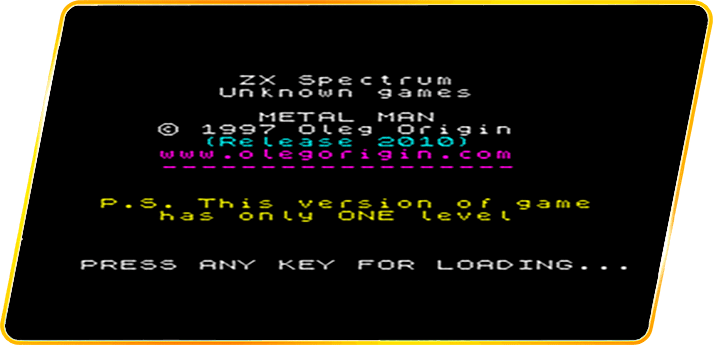 ZX Spectrum
Unknown games
METAL MAN
© 1997 Oleg Origin
(Release 2010)
www.olegorigin.com
P.S. This version of game
has only ONE level
PRESS ANY KEY FOR LOADING...